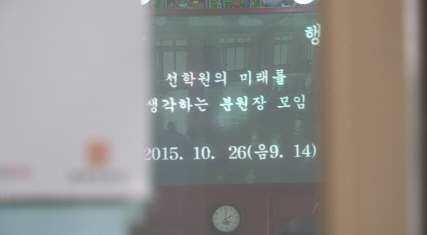 행
선학원의 미래를
생각하는 분원장 모임
2015. 10. 26(음9. 14)